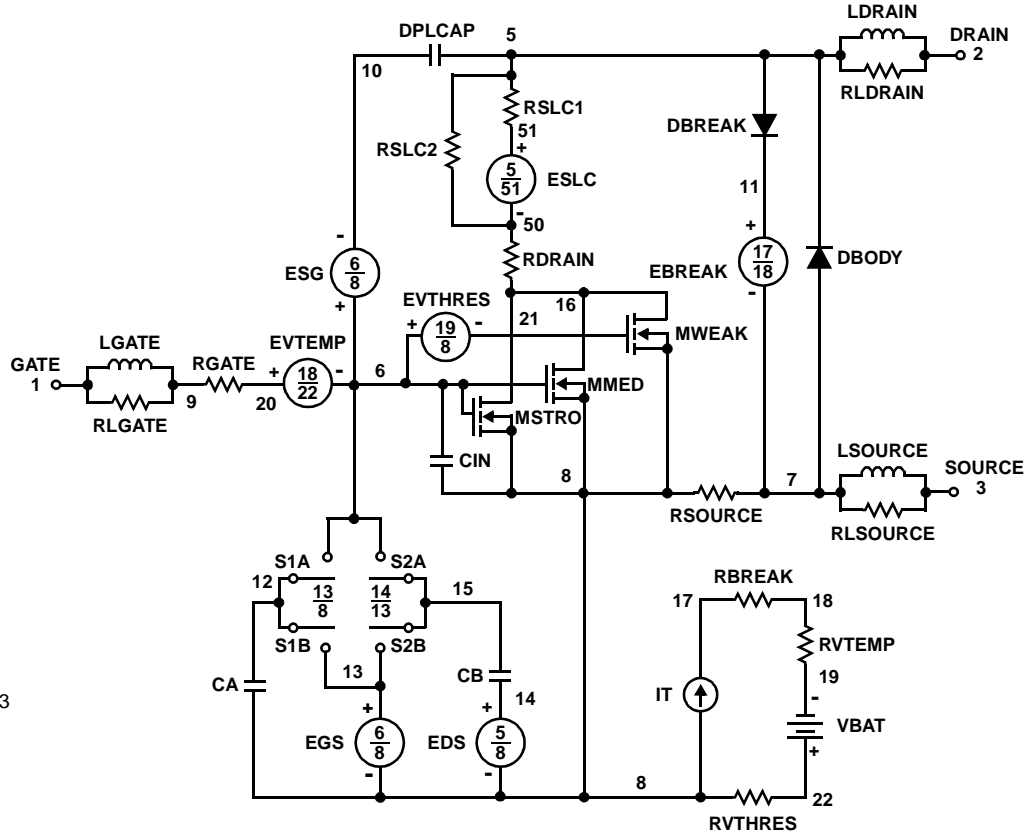 LDRAIN
DPLCAP 5 DRAIN
10 2
RLDRAIN
RSLC1
DBREAK
51
+
RSLC2
5
51
ESLC
11
-
50
- +
6
8
ESG
RDRAIN
17
18
EBREAK
DBODY
+ -
EVTHRES
16
+ 19
8 -
21
MWEAK
LGATE
EVTEMP
GATE RGATE
1 + 18
22 - 6
MMED
9 20
MSTRO
RLGATE
LSOURCE
CIN
8 7 SOURCE
3
RSOURCE
RLSOURCE
S1A S2A
12 13
8 14
13 15
RBREAK
17 18
S1B S2B
RVTEMP
13 CB
19
CA
14
IT -
+ +
VBAT
EGS 6
8 EDS 5
8
+
- -
8 22
RVTHRES
3